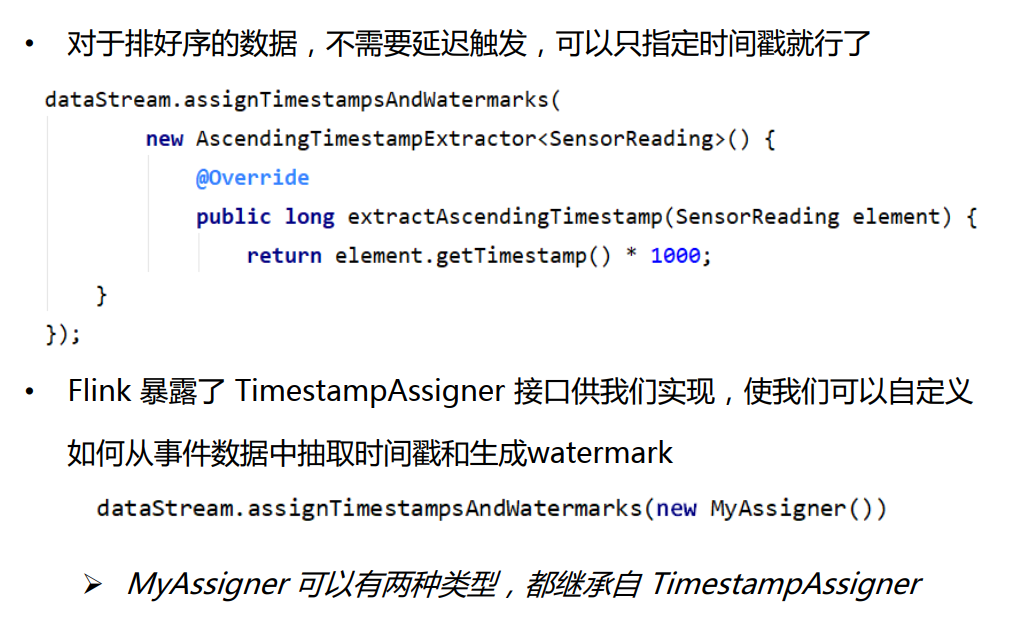 • 对于排好序的数据，不需要延迟触发，可以只指定时间戳就行了
dataStream.assignTimestampsAndWatermarks(
new AscendingTimestampExtractor<SensorReading>() {
@Override
public long extractAscendingTimestamp(SensorReading element) {
return element.getTimestamp() * 1000;
}
});
• Flink 暴露了 TimestampAssigner 接口供我们实现，使我们可以自定义
如何从事件数据中抽取时间戳和生成watermark
dataStream.assignTimestampsAndWatermarks(new MyAssigner())
➢ MyAssigner 可以有两种类型，都继承自 TimestampAssigner